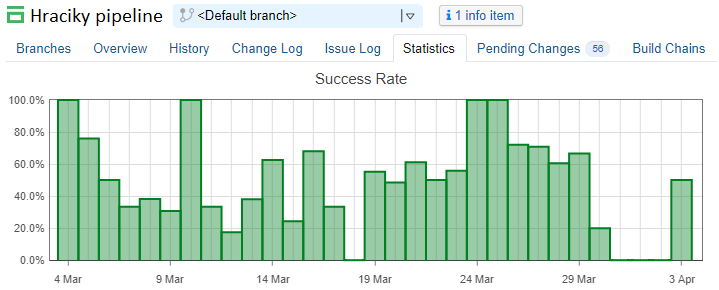 Hraciky pipeline <Default branch> 1 info item
Branches Overview History Change Log Issue Log Statistics Pending Changes 56 Build Chains
Success Rate
100.0%
80.0%
60.0%
40.0%
20.0%
0.0%
4 Mar 9 Mar 14 Mar 19 Mar 24 Mar 29 Mar 3 Apr